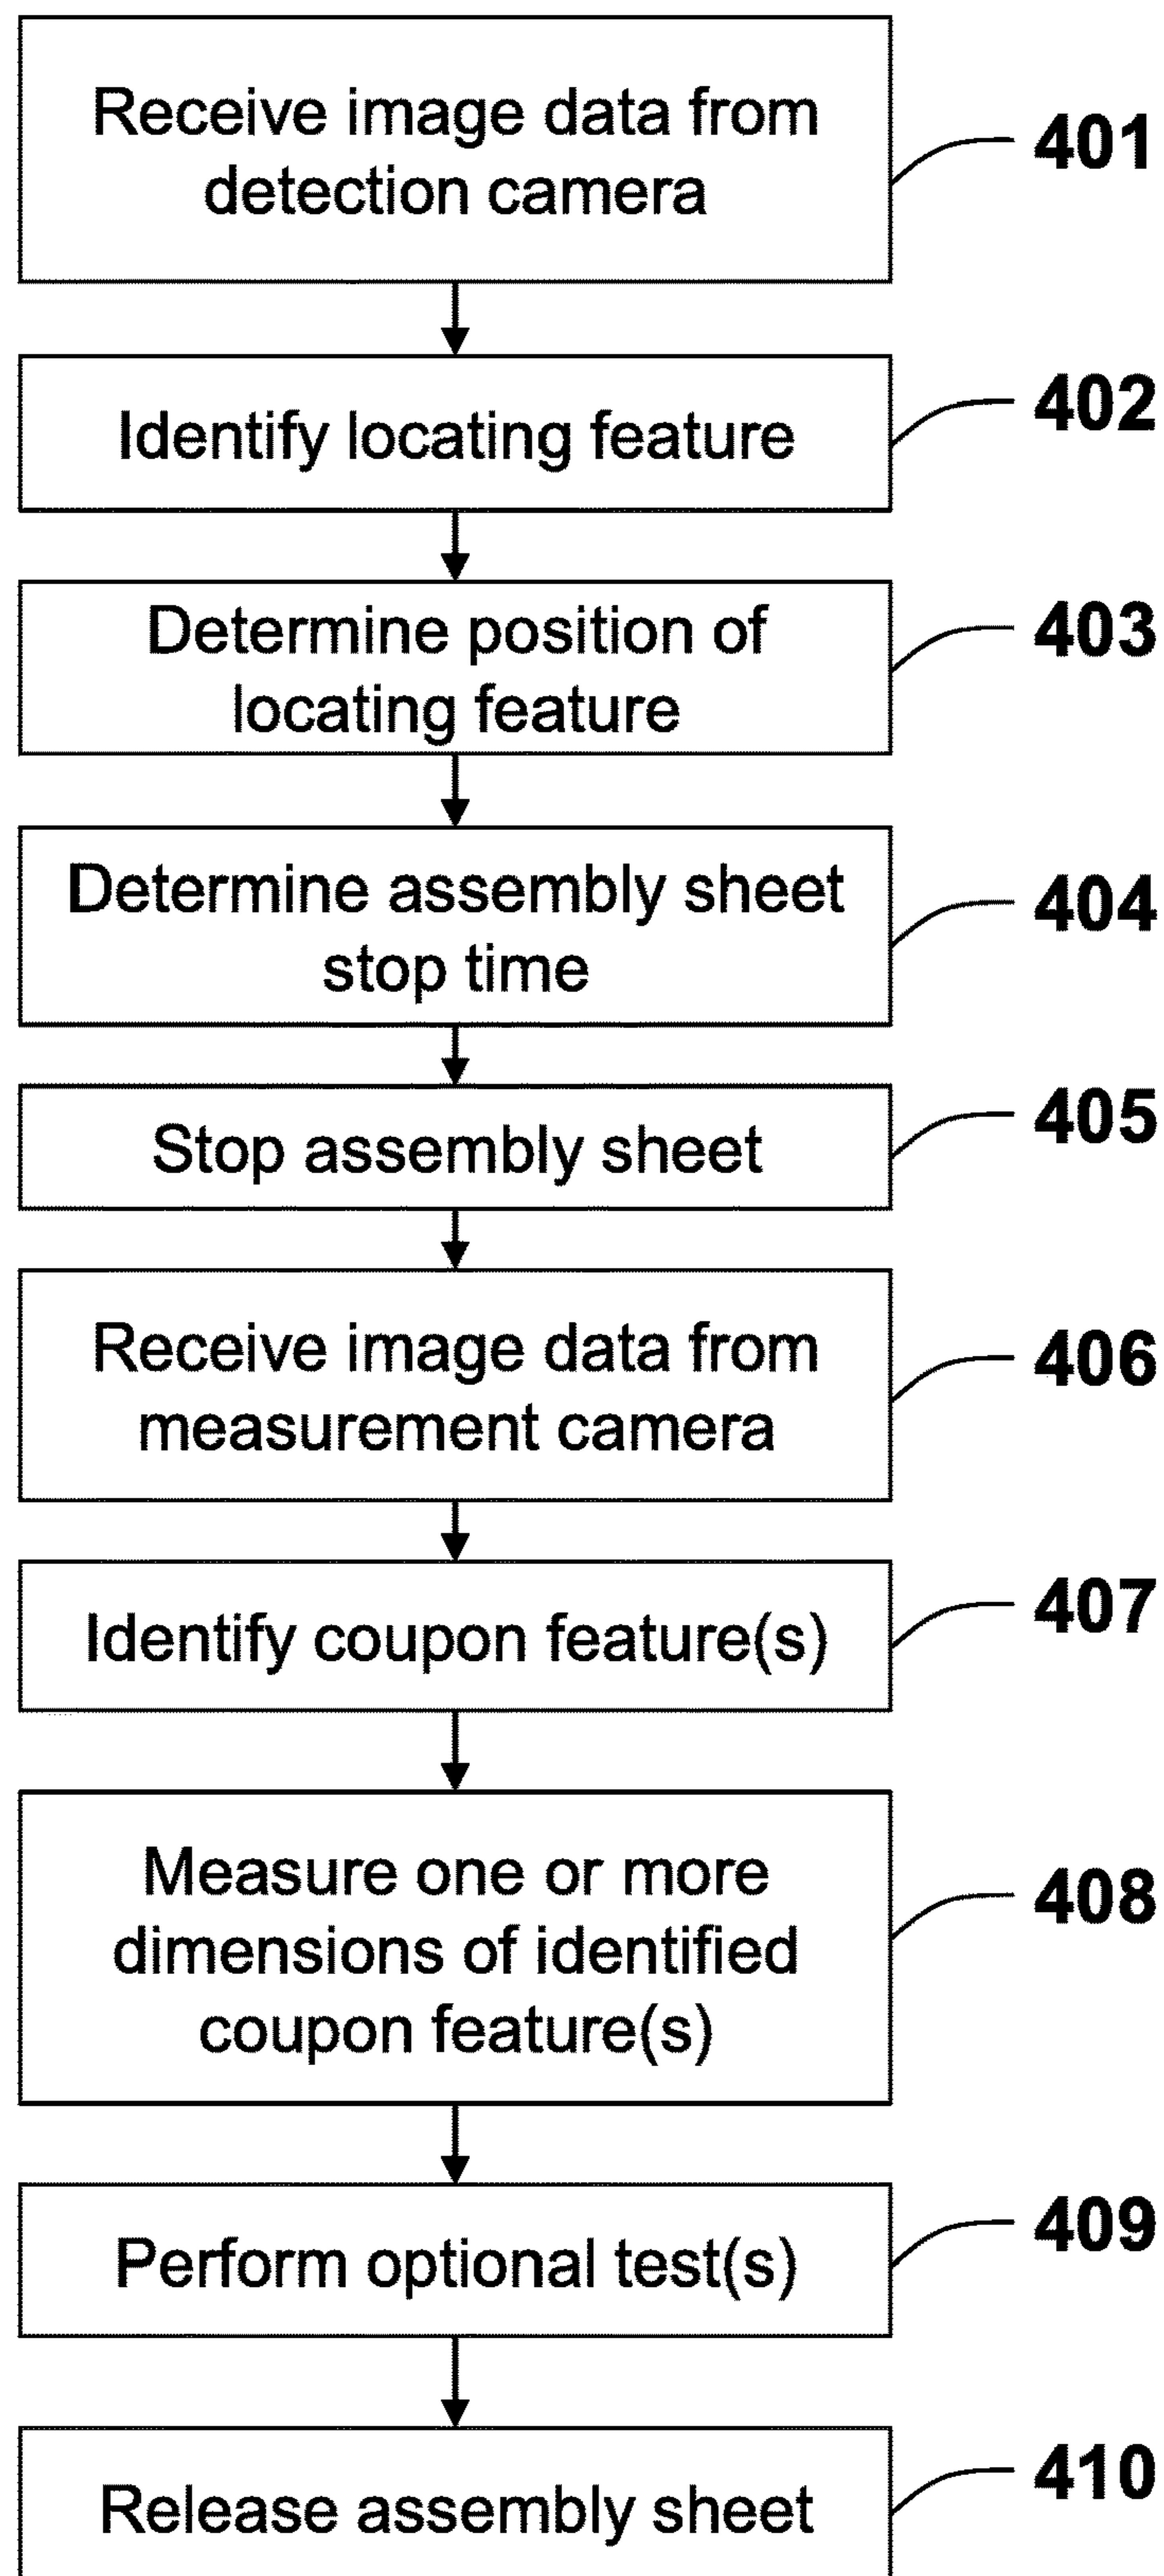 Receive image data from
detection camera
401
Identify locating feature
402
Determine position of
locating feature
403
Determine assembly sheet
stop time
404
Stop assembly sheet
405
Receive image data from
measurement camera
406
Identify coupon feature(s)
407
Measure one or more
dimensions of identified
coupon feature(s)
408
Perform optional test(s)
409
Release assembly sheet
410